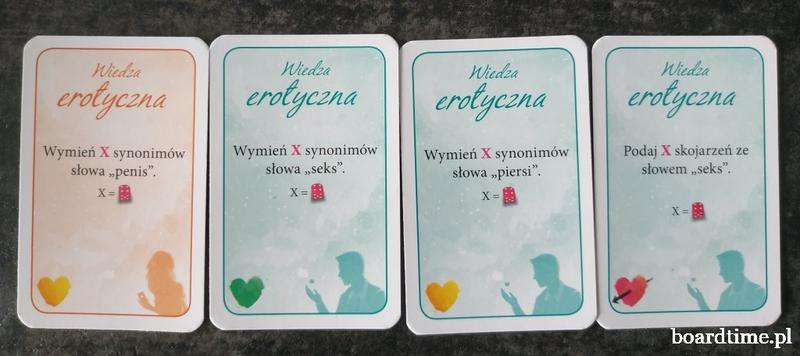 Wiedza
erotyczna
Wymień X synonimów
słowa „penis”.
X =
Wiedza
erotyczna
Wymień X synonimów
słowa „seks”.
X =
Wiedza
erotyczna
Wymień X synonimów
słowa „piersi”.
X =
Wiedza
erotyczna
Podaj X skojarzeń ze
słowem „seks”.
X =
boardtime.pl